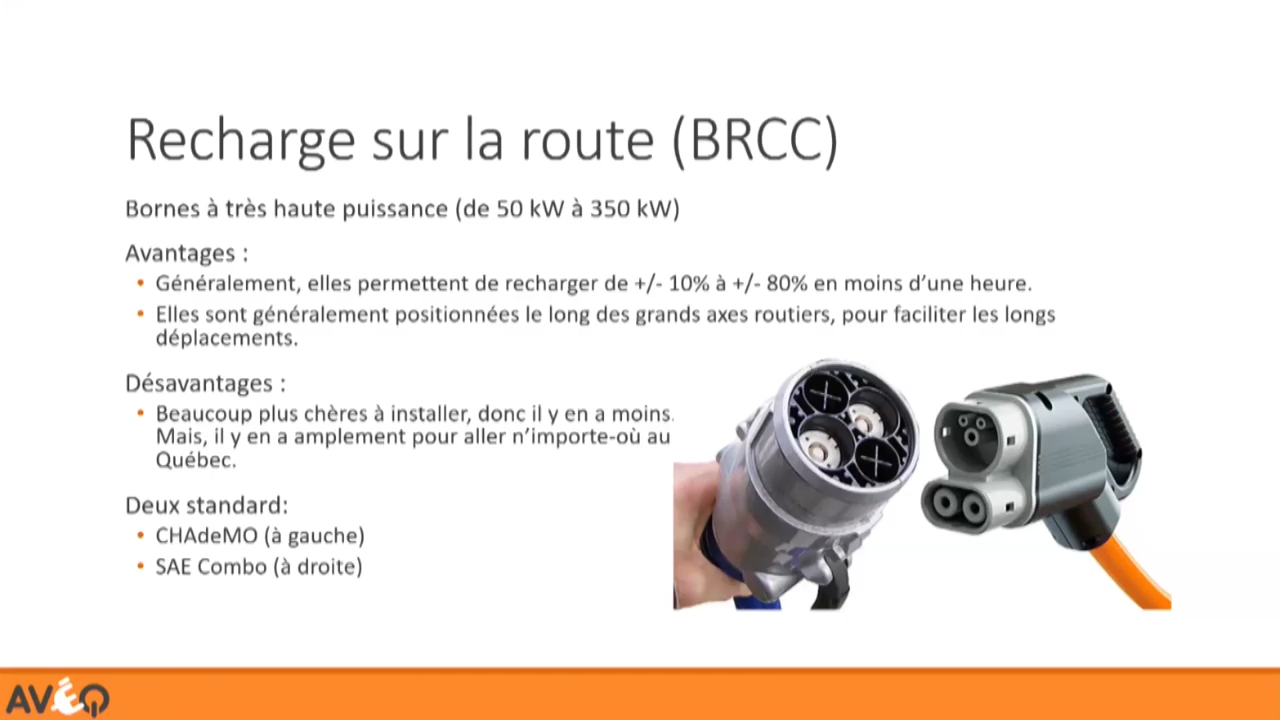 Recharge sur la route (BRCC)
Bornes à très haute puissance (de 50 kW à 350 kW)
Avantages :
• Généralement, elles permettent de recharger de +/- 10% à +/- 80% en moins d’une heure.
• Elles sont généralement positionnées le long des grands axes routiers, pour faciliter les longs
déplacements.
Désavantages :
• Beaucoup plus chères à installer, donc il y en a moins.
Mais, il y en a amplement pour aller n’importe-où au
Québec.
Deux standard:
• CHAdeMO (à gauche)
• SAE Combo (à droite)
AVÉQ